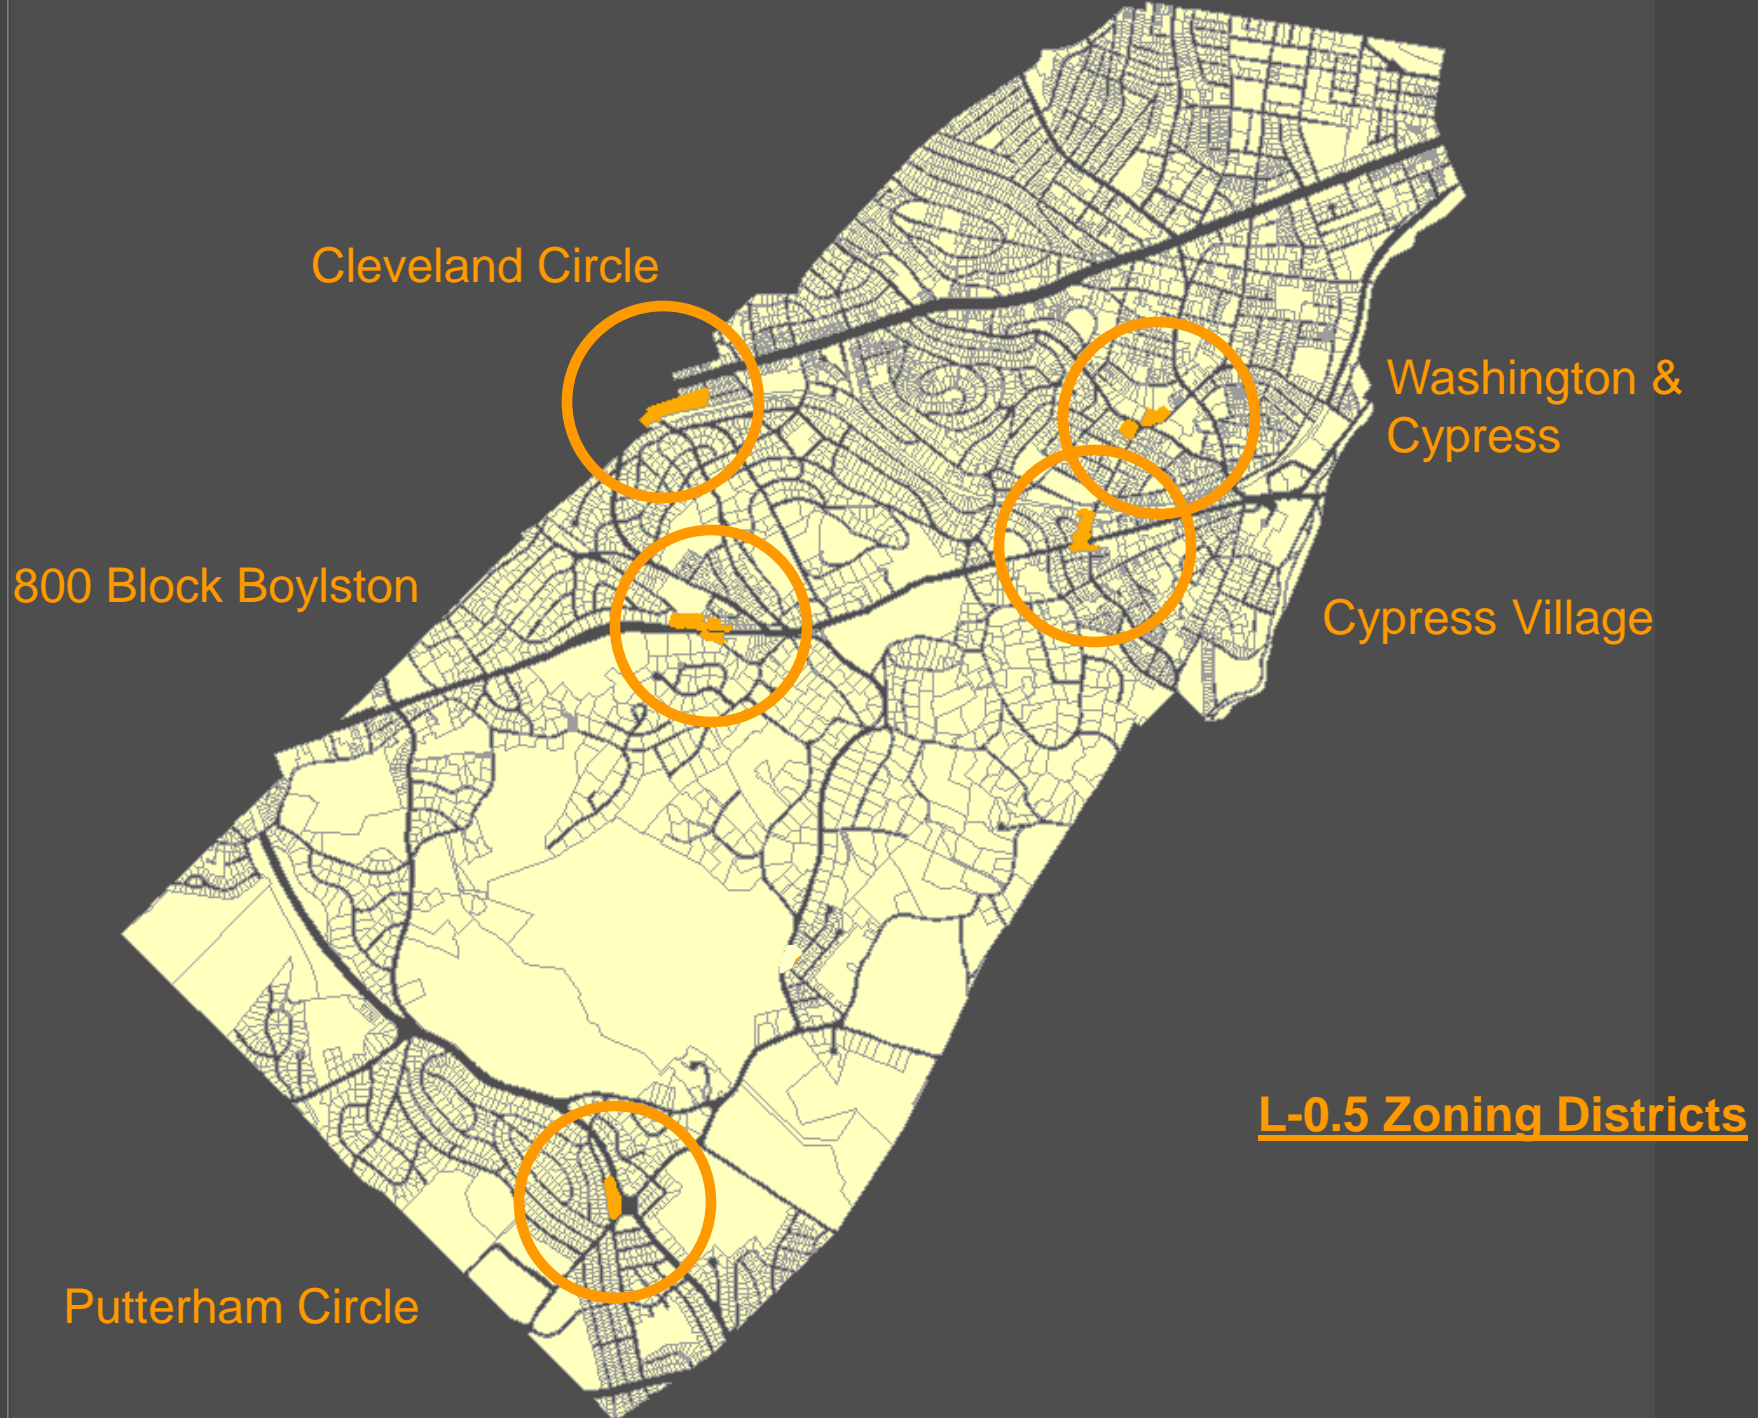 Cleveland Circle
Washington &
Cypress
800 Block Boylston
Cypress Village
L-0.5 Zoning Districts
Putterham Circle